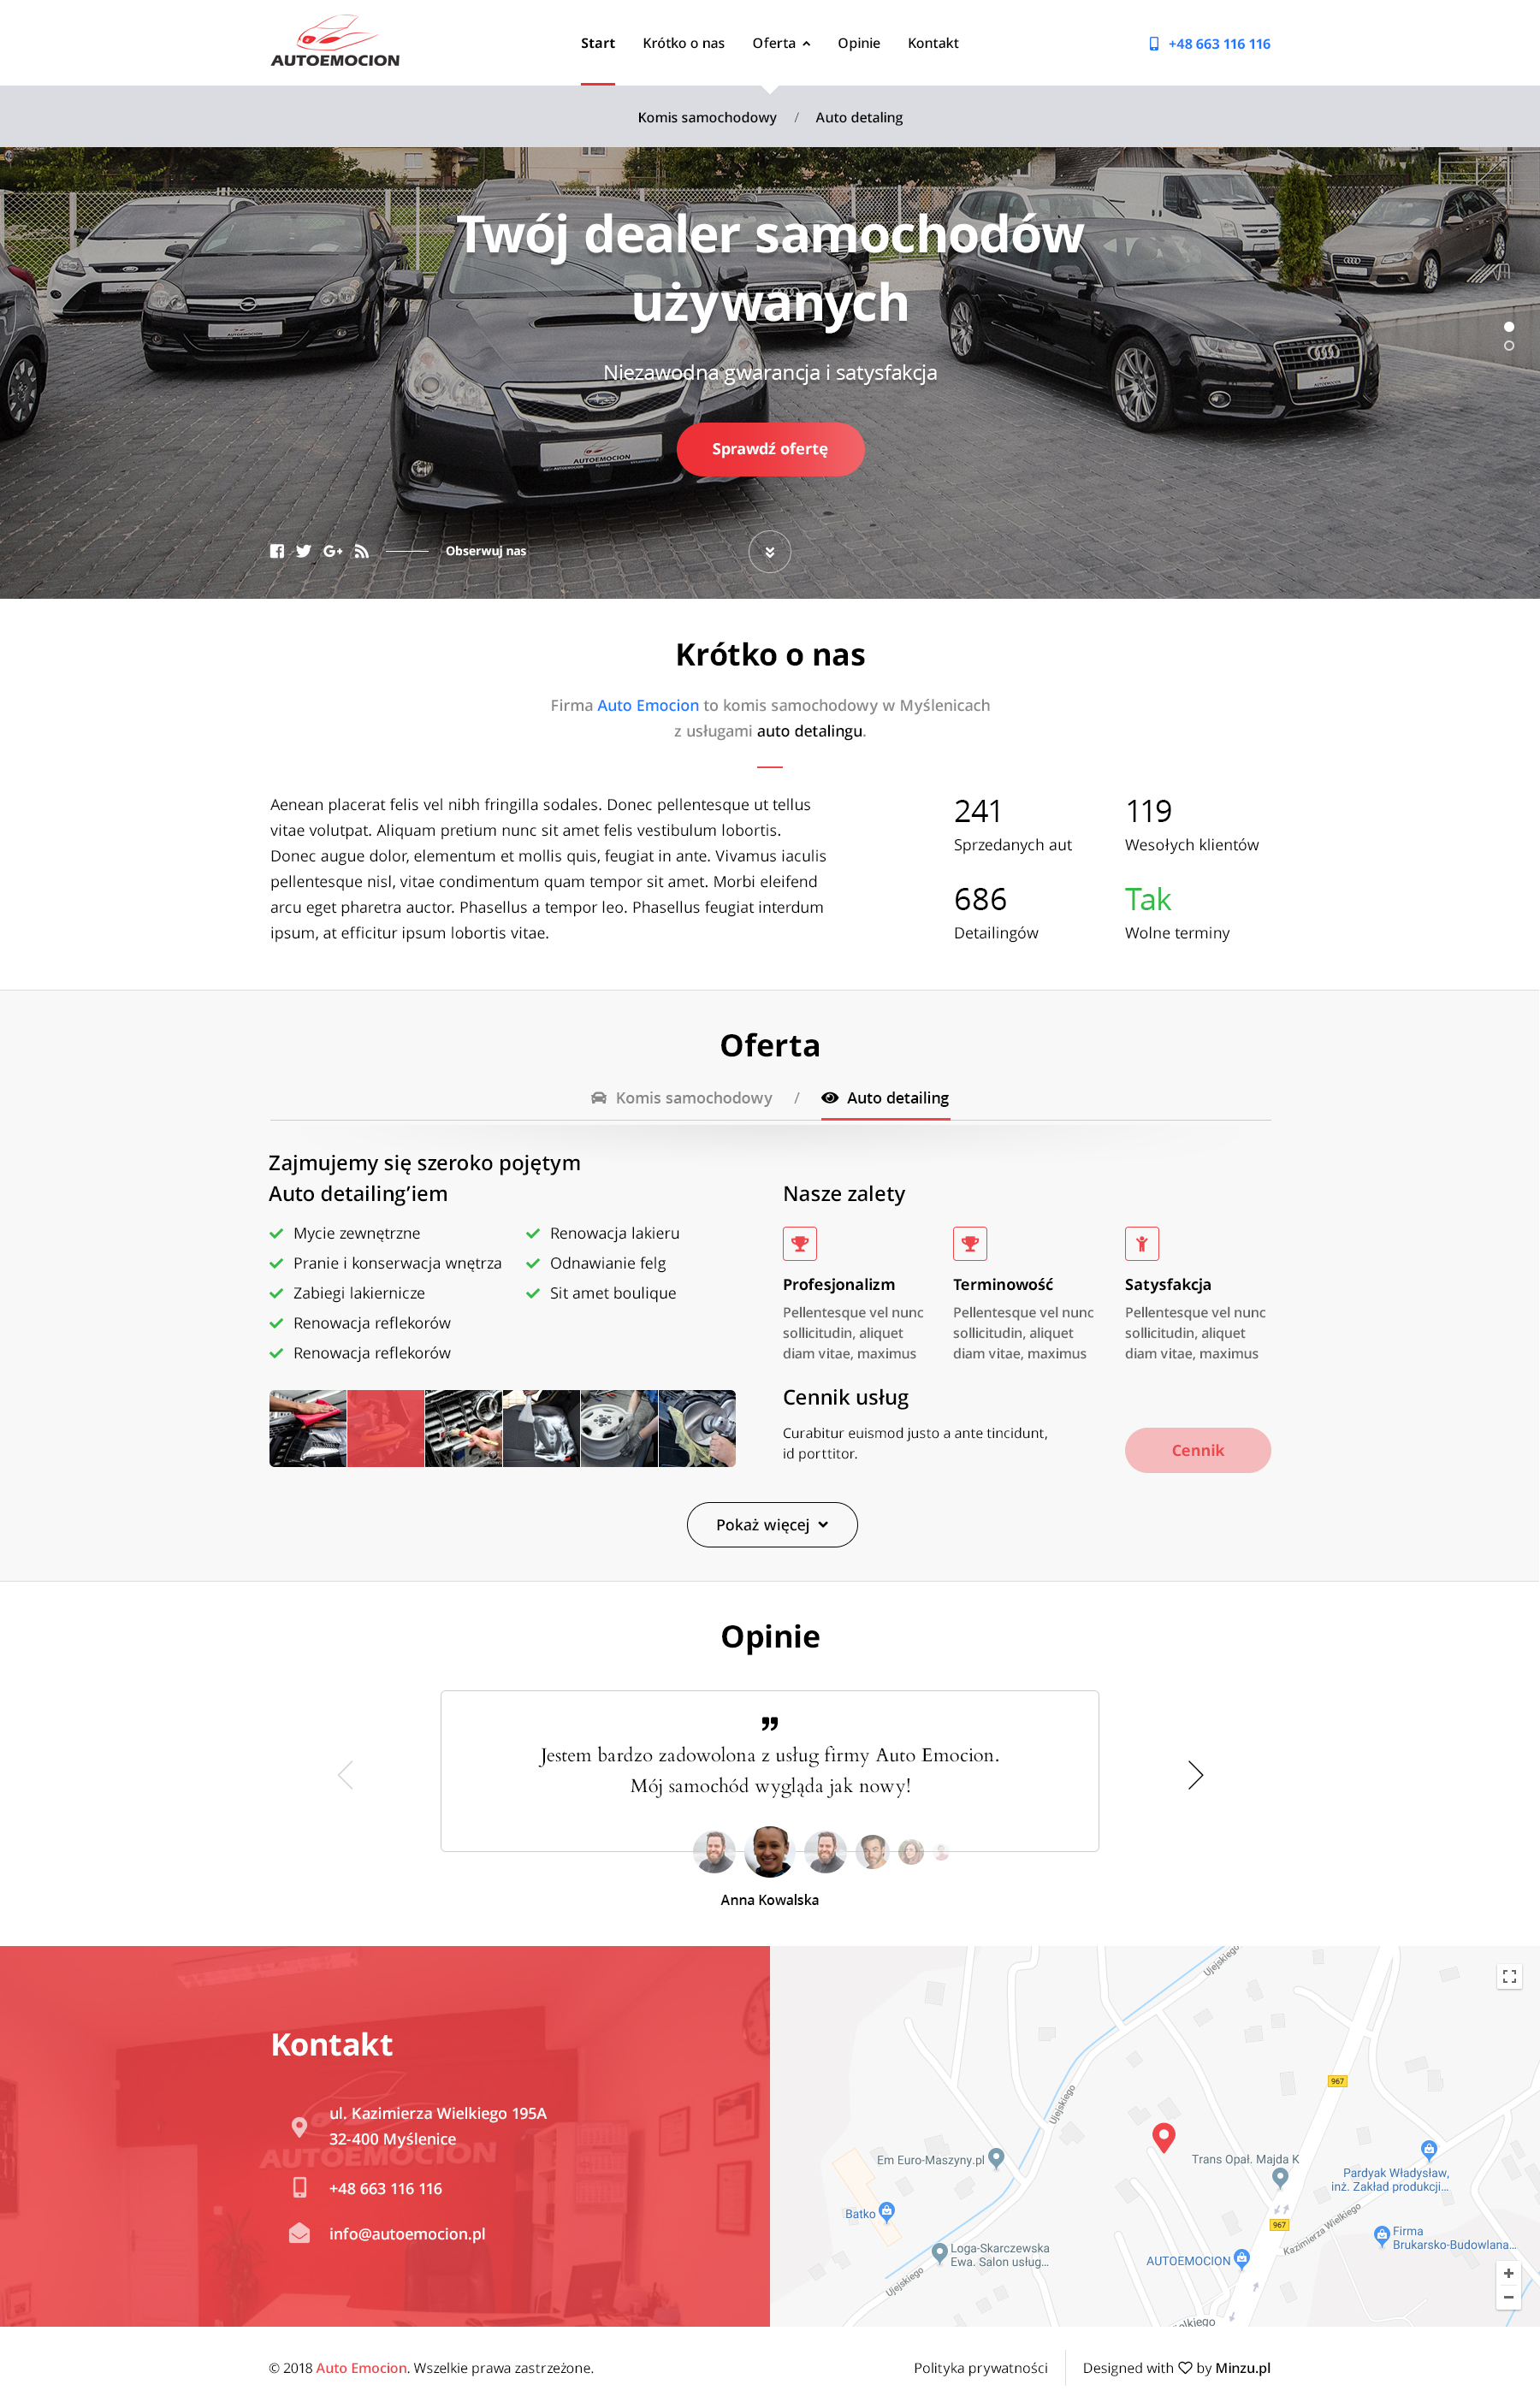 AUTOEMOCION
Start
Krótko o nas
Oferta
Opinie
Kontakt
+48 663 116 116
Komis samochodowy / Auto detaling
Twój dealer samochodów
używanych
Niezawodna gwarancja i satysfakcja
AUTOEMOCION
Sprawdź ofertę
Obserwuj nas
Krótko o nas
Firma Auto Emocion to komis samochodowy w Myślenicach
z usługami auto detalingu.
Aenean placerat felis vel nibh fringilla sodales. Donec pellentesque ut tellus
vitae volutpat. Aliquam pretium nunc sit amet felis vestibulum lobortis.
Donec augue dolor, elementum et mollis quis, feugiat in ante. Vivamus iaculis
pellentesque nisl, vitae condimentum quam tempor sit amet. Morbi eleifend
arcu eget pharetra auctor. Phasellus a tempor leo. Phasellus feugiat interdum
ipsum, at efficitur ipsum lobortis vitae.
241
Sprzedanych aut
119
Wesołych klientów
686
Detailingów
Tak
Wolne terminy
Oferta
Komis samochodowy / Auto detailing
Zajmujemy się szeroko pojętym
Auto detailing’iem
Mycie zewnętrzne
Pranie i konserwacja wnętrza
Zabiegi lakiernicze
Renowacja reflekorów
Renowacja reflekorów
Renowacja lakieru
Odnawianie felg
Sit amet boulique
Nasze zalety
Profesjonalizm
Pellentesque vel nunc
sollicitudin, aliquet
diam vitae, maximus
Terminowość
Pellentesque vel nunc
sollicitudin, aliquet
diam vitae, maximus
Satysfakcja
Pellentesque vel nunc
sollicitudin, aliquet
diam vitae, maximus
Cennik usług
Curabitur euismod justo a ante tincidunt,
id porttitor.
Cennik
Pokaż więcej
Opinie
Jestem bardzo zadowolona z usług firmy Auto Emocion.
Mój samochód wygląda jak nowy!
Anna Kowalska
Kontakt
ul. Kazimierza Wielkiego 195A
32-400 Myślenice
AUTOEMOCION
+48 663 116 116
info@autoemocion.pl
Ujejskiego
967
Ujejskiego
Em Euro-Maszyny.pl
Trans Opał. Majda K
Pardyak Władysław,
inż. Zakład produkcji...
Batko
967
Kazimierza Wielkiego
Firma
Brukarsko-Budowlana...
Loga-Skarczewska
Ewa. Salon usług...
AUTOEMOCION
Ujejskiego
© 2018 Auto Emocion. Wszelkie prawa zastrzeżone.
Polityka prywatności
Designed with ♡ by Minzu.pl